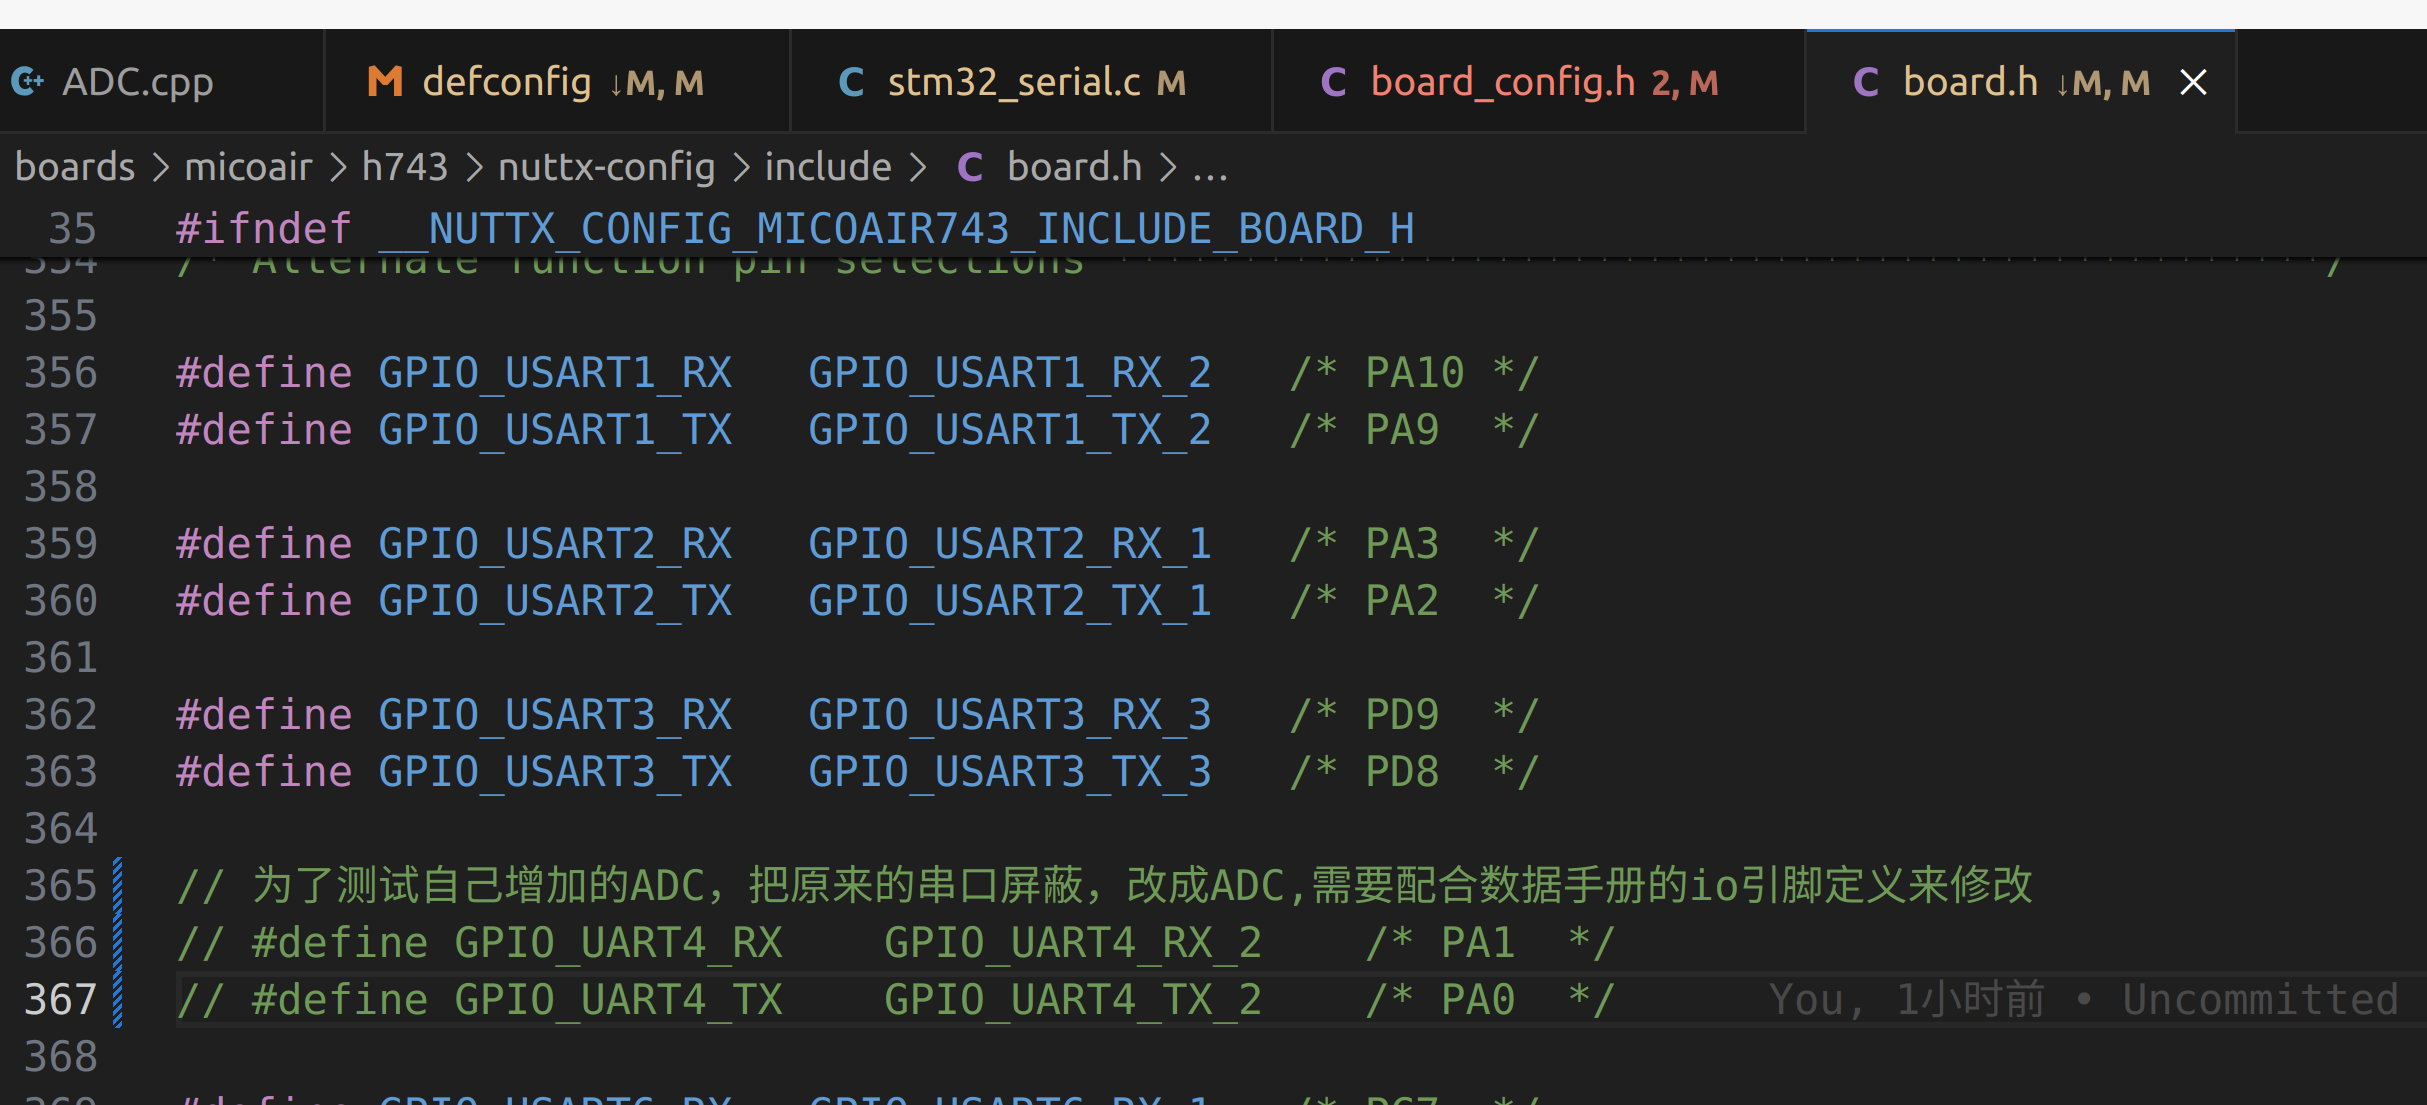 ADC.cpp defconfig ↓M, M stm32_serial.c M board_config.h 2, M board.h ↓M, M
boards > micoair > h743 > nuttx-config > include > C board.h > ...
35 #ifndef __NUTTX_CONFIG_MICOAIR743_INCLUDE_BOARD_H
354 /* Alternate function pin selections */
355
356 #define GPIO_USART1_RX   GPIO_USART1_RX_2   /* PA10 */
357 #define GPIO_USART1_TX   GPIO_USART1_TX_2   /* PA9  */
358
359 #define GPIO_USART2_RX   GPIO_USART2_RX_1   /* PA3  */
360 #define GPIO_USART2_TX   GPIO_USART2_TX_1   /* PA2  */
361
362 #define GPIO_USART3_RX   GPIO_USART3_RX_3   /* PD9  */
363 #define GPIO_USART3_TX   GPIO_USART3_TX_3   /* PD8  */
364
365 // 为了测试自己增加的ADC，把原来的串口屏蔽，改成ADC,需要配合数据手册的io引脚定义来修改
366 // #define GPIO_UART4_RX    GPIO_UART4_RX_2    /* PA1  */
367 // #define GPIO_UART4_TX    GPIO_UART4_TX_2    /* PA0  */ You, 1小时前 • Uncommitted
368
369 #define GPIO_USART6_RX   GPIO_USART6_RX_1   /* PC7  */